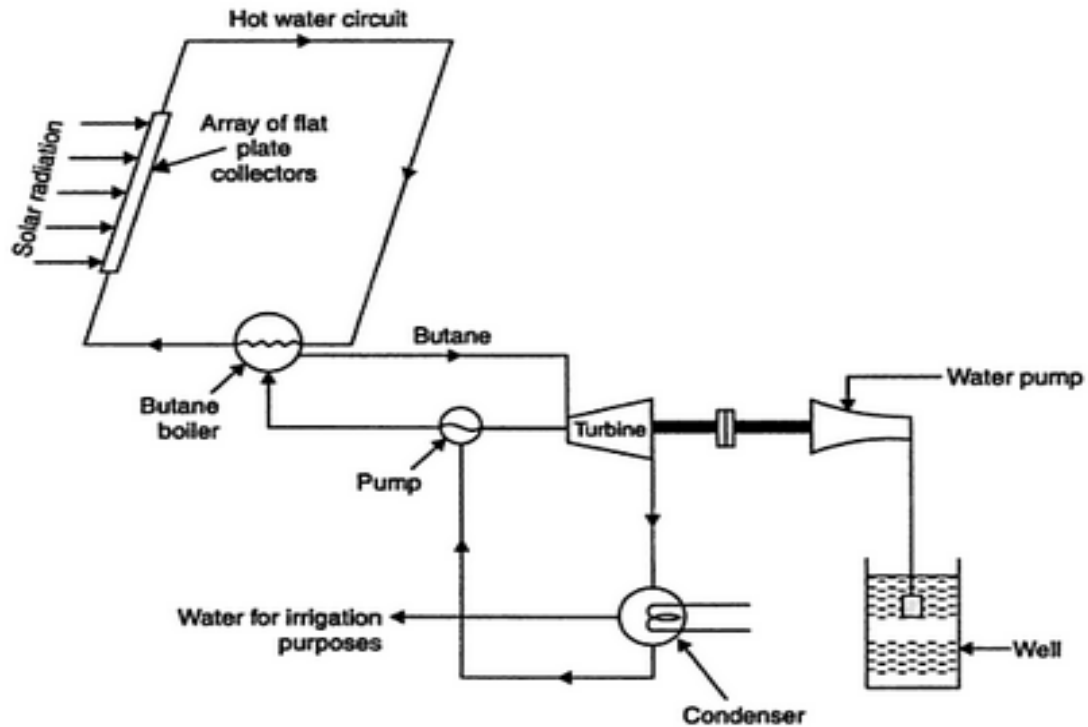 Hot water circuit
Array of flat
plate
collectors
Solar radiation
Butane
Butane
boiler
Water pump
Turbine
Pump
Water for irrigation
purposes
Well
Condenser